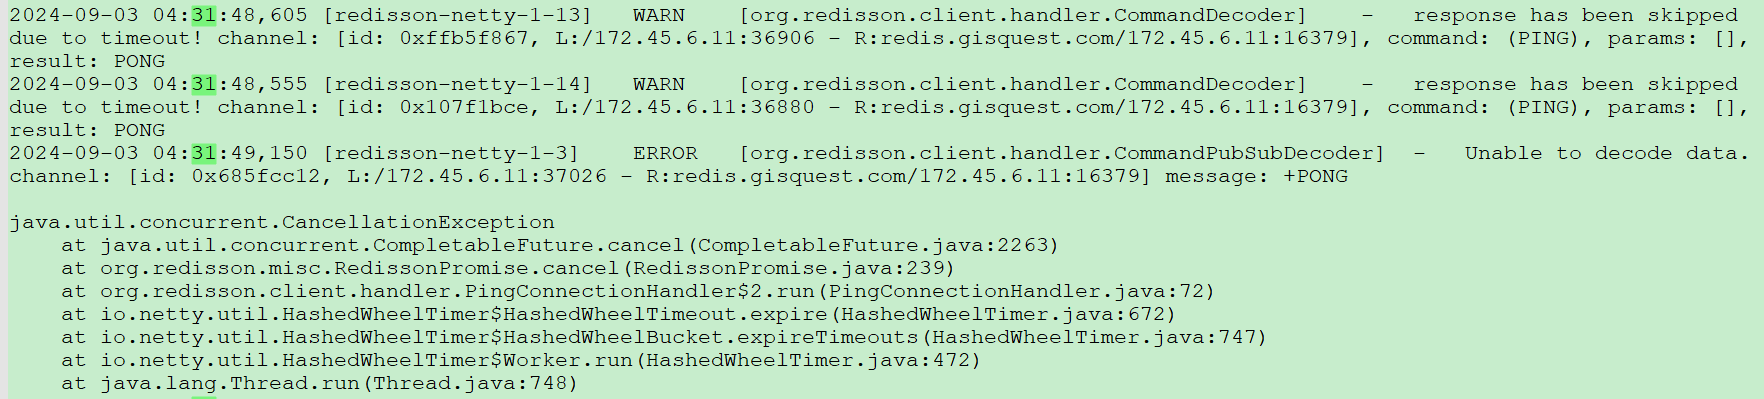 2024-09-03 04:31:48,605 [redisson-netty-1-13]   WARN    [org.redisson.client.handler.CommandDecoder]    -   response has been skipped
due to timeout! channel: [id: 0xffb5f867, L:/172.45.6.11:36906 - R:redis.gisquest.com/172.45.6.11:16379], command: (PING), params: [],
result: PONG
2024-09-03 04:31:48,555 [redisson-netty-1-14]   WARN    [org.redisson.client.handler.CommandDecoder]    -   response has been skipped
due to timeout! channel: [id: 0x107f1bce, L:/172.45.6.11:36880 - R:redis.gisquest.com/172.45.6.11:16379], command: (PING), params: [],
result: PONG
2024-09-03 04:31:49,150 [redisson-netty-1-3]    ERROR   [org.redisson.client.handler.CommandPubSubDecoder]  -   Unable to decode data.
channel: [id: 0x685fcc12, L:/172.45.6.11:37026 - R:redis.gisquest.com/172.45.6.11:16379] message: +PONG

java.util.concurrent.CancellationException
    at java.util.concurrent.CompletableFuture.cancel(CompletableFuture.java:2263)
    at org.redisson.misc.RedissonPromise.cancel(RedissonPromise.java:239)
    at org.redisson.client.handler.PingConnectionHandler$2.run(PingConnectionHandler.java:72)
    at io.netty.util.HashedWheelTimer$HashedWheelTimeout.expire(HashedWheelTimer.java:672)
    at io.netty.util.HashedWheelTimer$HashedWheelBucket.expireTimeouts(HashedWheelTimer.java:747)
    at io.netty.util.HashedWheelTimer$Worker.run(HashedWheelTimer.java:472)
    at java.lang.Thread.run(Thread.java:748)